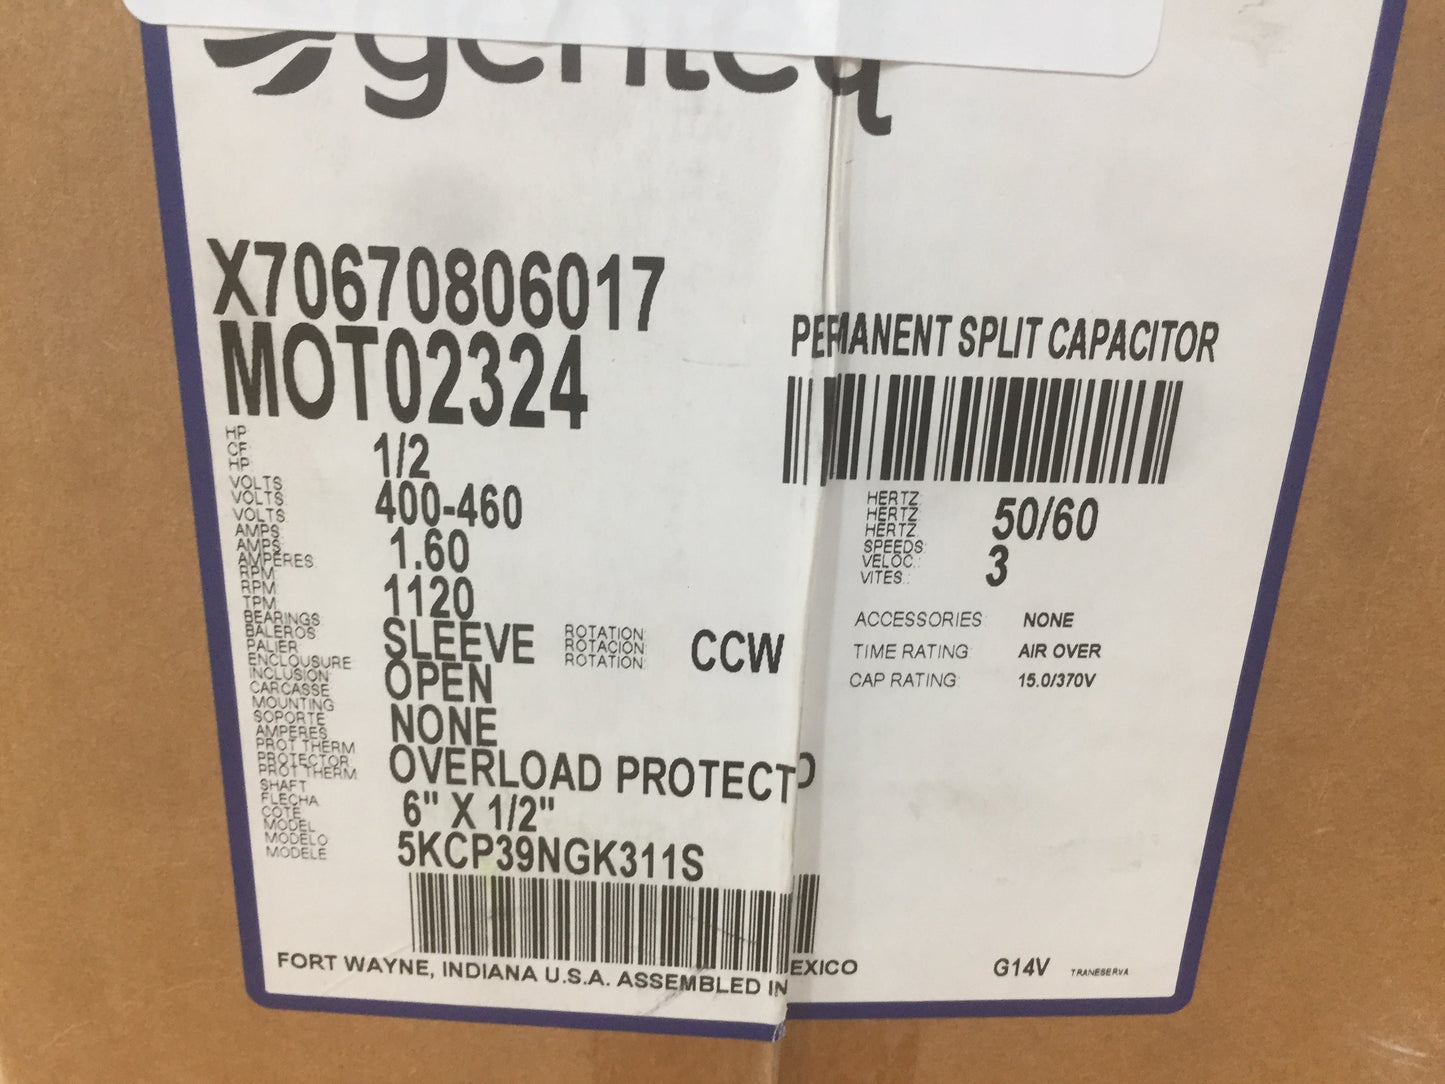 genteq
X70670806017
MOT02324
PERMANENT SPLIT CAPACITOR
HP
CF
HP
1/2
VOLTS
VOLTS
VOLTS
400-460
AMPS
AMPS
AMPERES
1.60
RPM
RPM
TPM
1120
BEARINGS
BALEROS
PALIER
SLEEVE
ROTATION:
ROTACION:
ROTATION:
CCW
ENCLOUSURE
INCLUSION
CARCASSE
OPEN
MOUNTING
SOPORTE
AMPERES
NONE
PROT THERM
PROTECTOR
PROT THERM
OVERLOAD PROTECT D
SHAFT
FLECHA
COTE
6" X 1/2"
MODEL
MODELO
MODELE
5KCP39NGK311S
HERTZ
HERTZ
HERTZ
50/60
SPEEDS:
VELOC.:
VITES.:
3
ACCESSORIES: NONE
TIME RATING: AIR OVER
CAP RATING: 15.0/370V
FORT WAYNE, INDIANA U.S.A. ASSEMBLED IN EXICO
G14V TRANESERVA